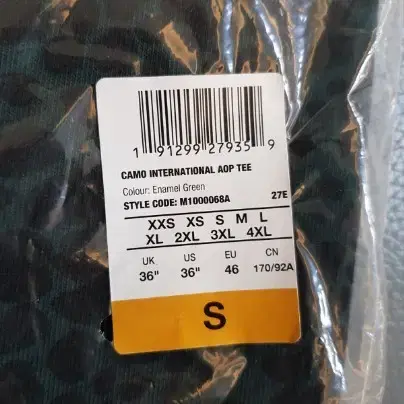 1 91299 27935 9
CAMO INTERNATIONAL AOP TEE
Colour: Enamel Green
STYLE CODE: M1000068A 27E
XXS XS S M L
XL 2XL 3XL 4XL
UK US EU CN
36" 36" 46 170/92A
S